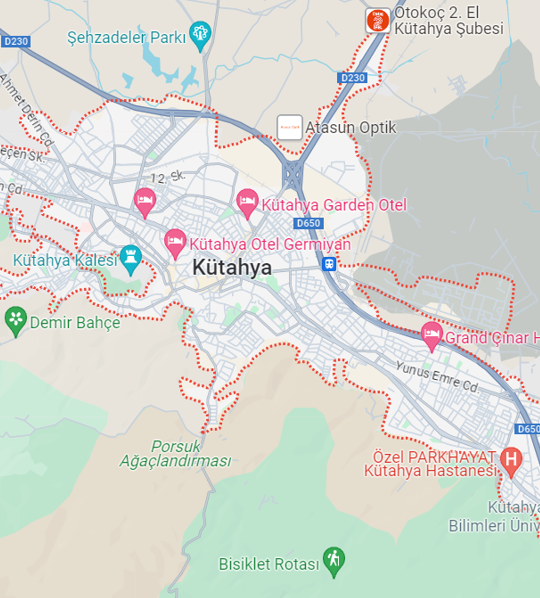 Otokoç 2. El
Kütahya Şubesi
Şehzadeler Parkı
D230
D230
Ahmet Derin Cd.
Atasun Optik
eçen Sk.
12. sk.
n Cd
Kütahya Garden Otel
D650
Kütahya Otel Germiyan
Kütahya Kalesi
Kütahya
Demir Bahçe
Grand Çınar H
Yunus Emre Cd.
D650
Porsuk
Ağaçlandırması
Özel PARKHAYAT
Kütahya Hastanesi
H
Kütahya
Bilimleri Üniv
Bisiklet Rotası